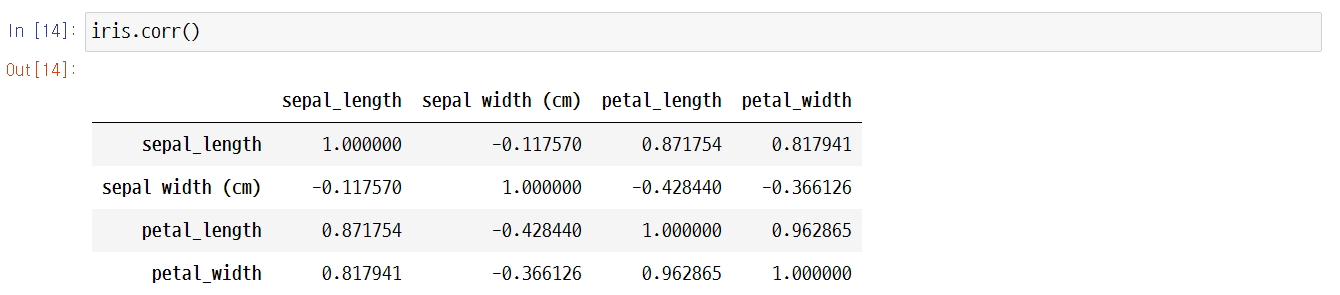 In [14]: iris.corr()
Out[14]:
sepal_length sepal width (cm) petal_length petal_width
sepal_length 1.000000 -0.117570 0.871754 0.817941
sepal width (cm) -0.117570 1.000000 -0.428440 -0.366126
petal_length 0.871754 -0.428440 1.000000 0.962865
petal_width 0.817941 -0.366126 0.962865 1.000000